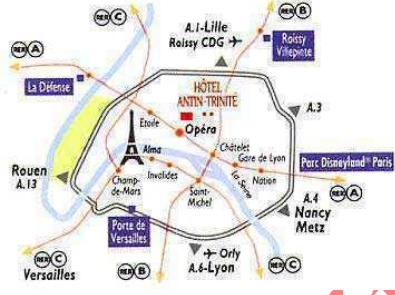 RER C
A.1-Lille
Roissy CDG
RER B
RER A
Roissy
Villepinte
La Défense
HÔTEL
ANTIN-TRINITÉ
A.3
Etoile
Opéra
Alma
Châtelet
Gare de Lyon
Parc Disneyland® Paris
Rouen
A.13
Champ-
de-Mars
Invalides
Saint-
Michel
La Seine
Nation
RER A
A.4
Nancy
Metz
Porte de
Versailles
RER C
Versailles
RER B
Orly
A.6-Lyon
RER C